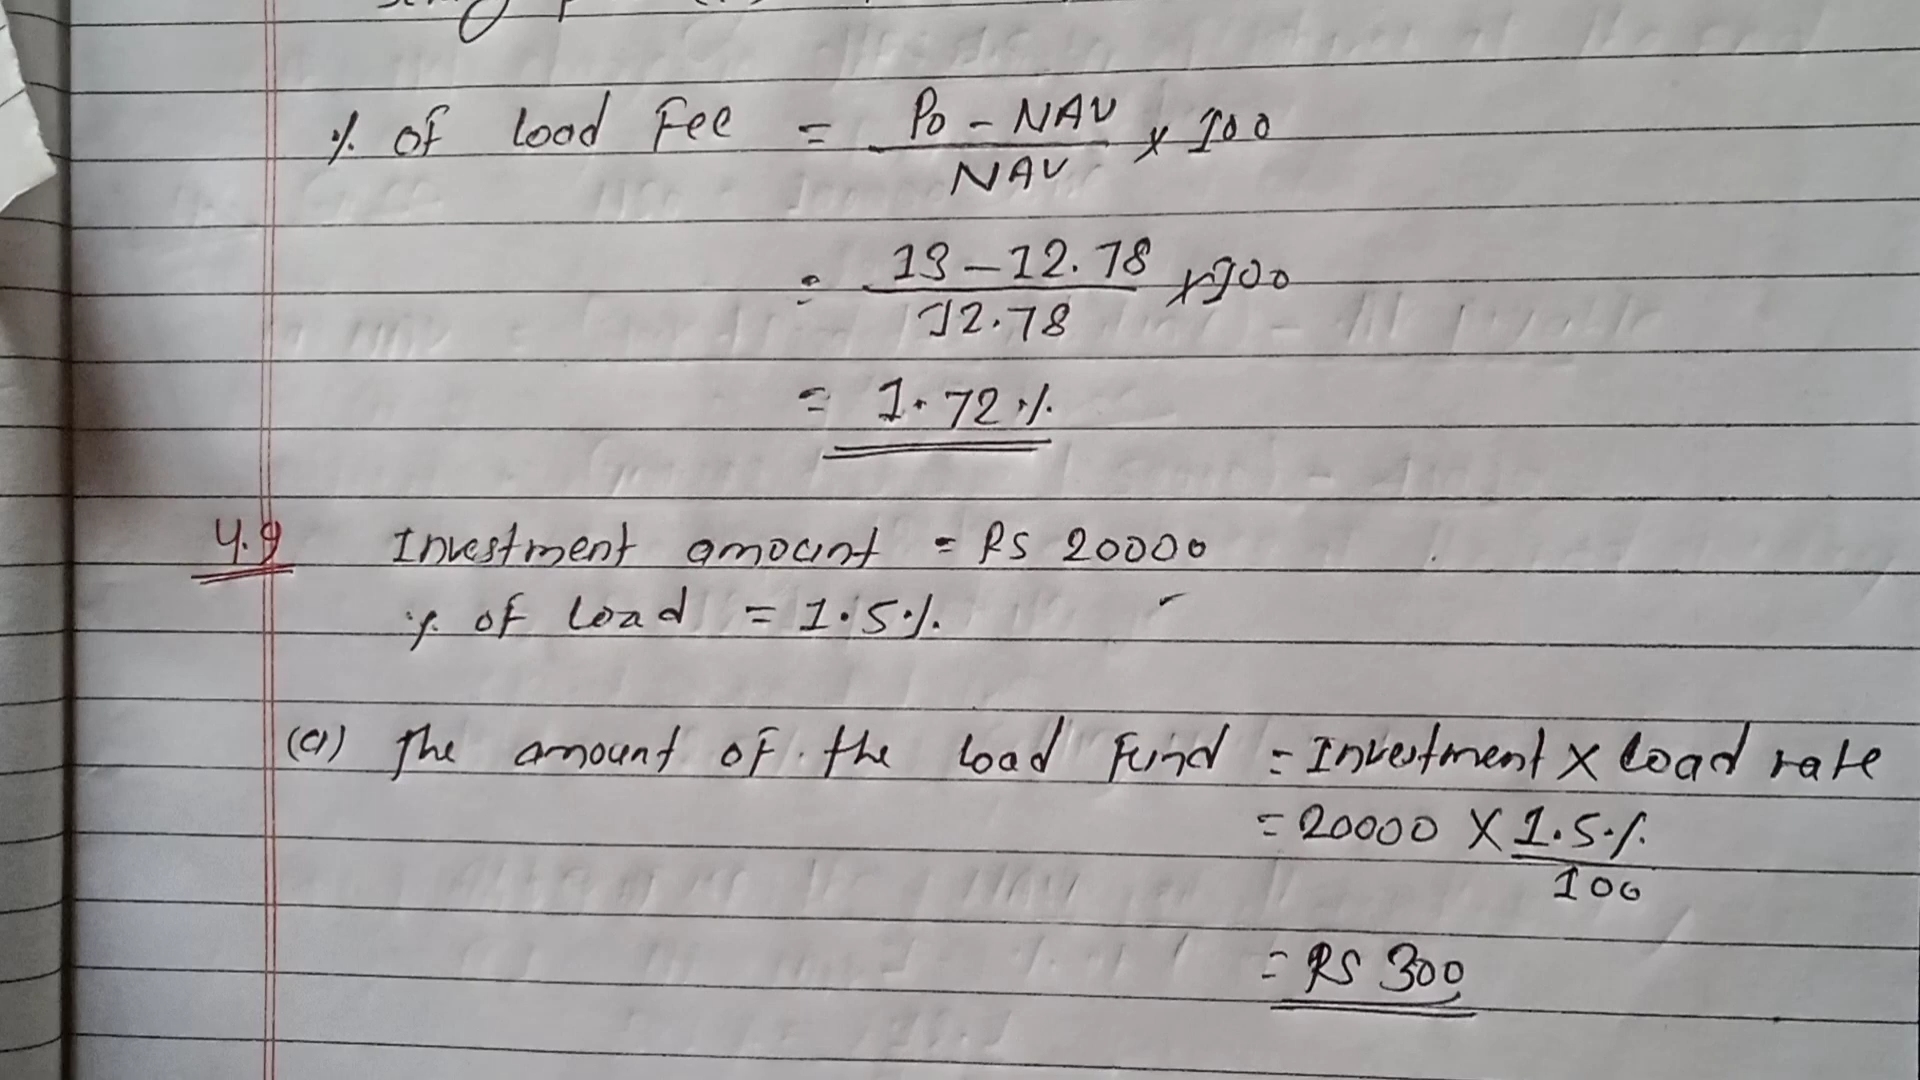 % of load Fee = Po - NAV / NAV x 100
= 13 - 12.78 / 12.78 x 100
= 1.72 %
4.9 Investment amount = RS 20000
% of load = 1.5 %
(a) The amount of the load Fund = Investment X load rate
= 20000 X 1.5 % / 100
= RS 300